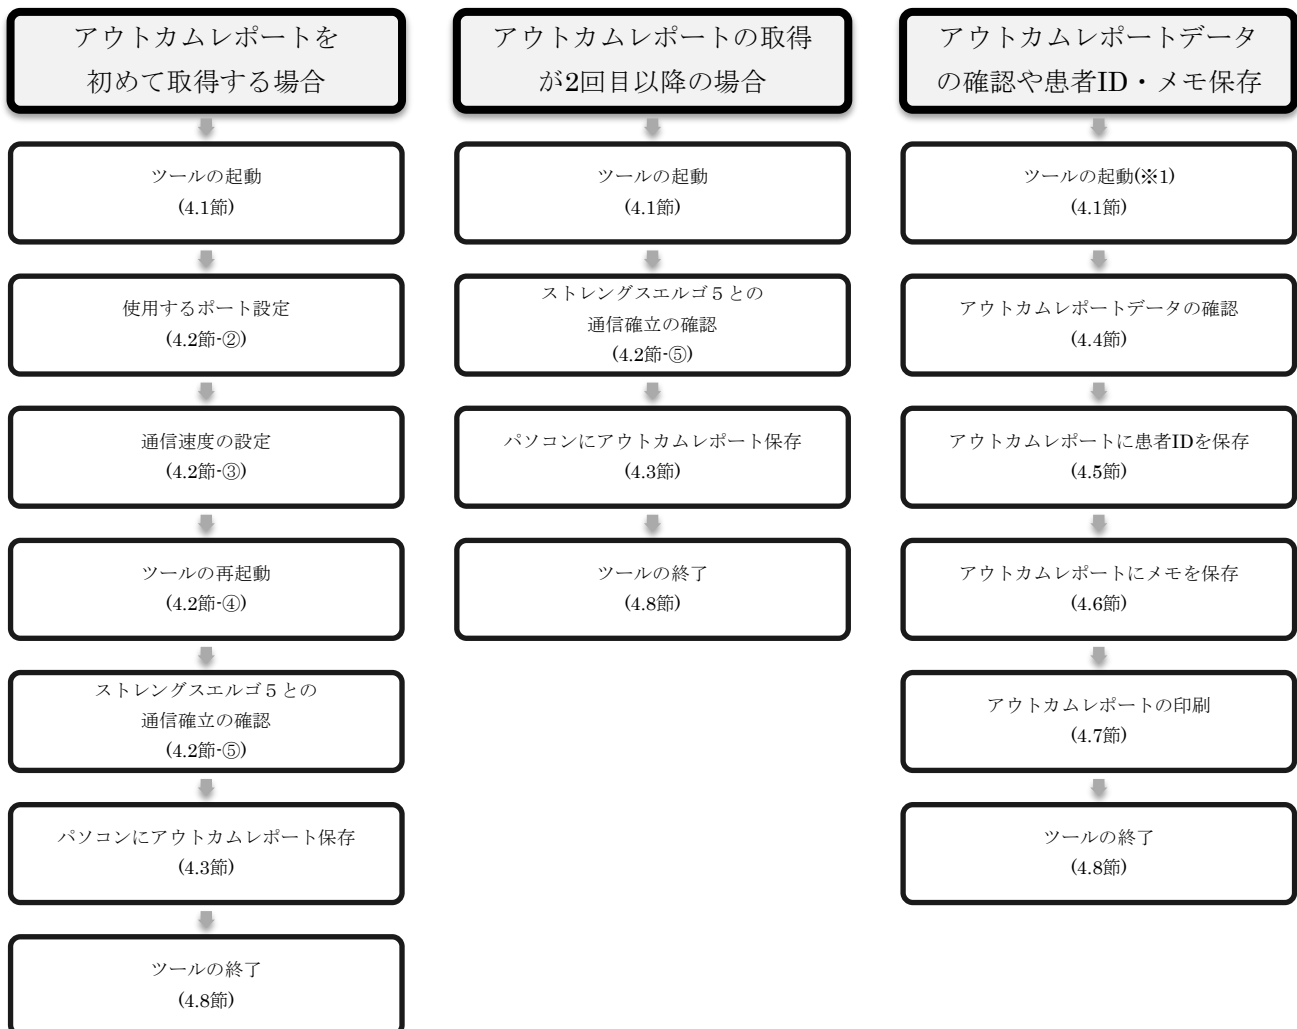 アウトカムレポートを
初めて取得する場合
ツールの起動
(4.1節)
使用するポート設定
(4.2節-②)
通信速度の設定
(4.2節-③)
ツールの再起動
(4.2節-④)
ストレングスエルゴ５との
通信確立の確認
(4.2節-⑤)
パソコンにアウトカムレポート保存
(4.3節)
ツールの終了
(4.8節)
アウトカムレポートの取得
が2回目以降の場合
ツールの起動
(4.1節)
ストレングスエルゴ５との
通信確立の確認
(4.2節-⑤)
パソコンにアウトカムレポート保存
(4.3節)
ツールの終了
(4.8節)
アウトカムレポートデータ
の確認や患者ID・メモ保存
ツールの起動(※1)
(4.1節)
アウトカムレポートデータの確認
(4.4節)
アウトカムレポートに患者IDを保存
(4.5節)
アウトカムレポートにメモを保存
(4.6節)
アウトカムレポートの印刷
(4.7節)
ツールの終了
(4.8節)